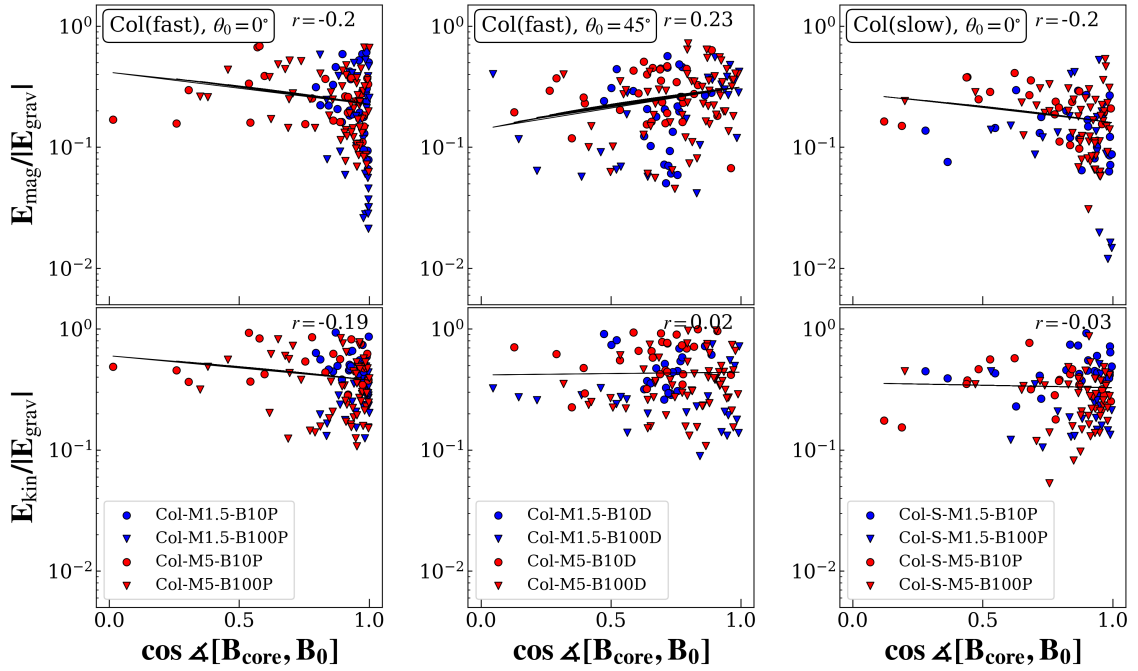 Col(fast), θ₀=0° r=-0.2
Col(fast), θ₀=45° r=0.23
Col(slow), θ₀=0° r=-0.2
10⁰
10⁻¹
10⁻²
E_mag/|E_grav|
r=-0.19
r=0.02
r=-0.03
10⁰
10⁻¹
10⁻²
E_kin/|E_grav|
Col-M1.5-B10P
Col-M1.5-B100P
Col-M5-B10P
Col-M5-B100P
Col-M1.5-B10D
Col-M1.5-B100D
Col-M5-B10D
Col-M5-B100D
Col-S-M1.5-B10P
Col-S-M1.5-B100P
Col-S-M5-B10P
Col-S-M5-B100P
0.0 0.5 1.0
0.0 0.5 1.0
0.0 0.5 1.0
cos ∡[B_core, B₀]
cos ∡[B_core, B₀]
cos ∡[B_core, B₀]